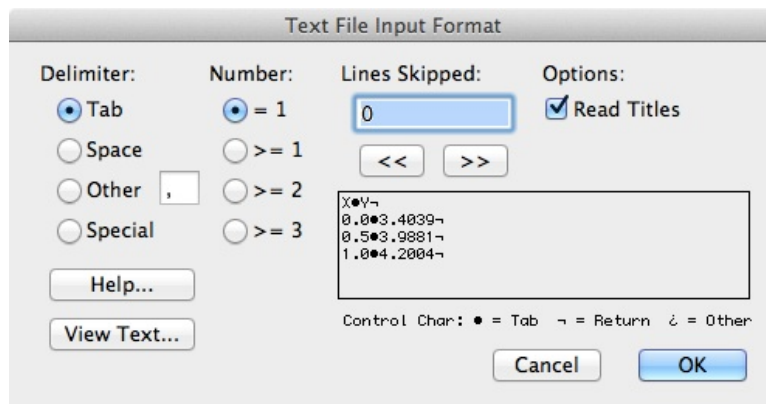 Text File Input Format
Delimiter: Number: Lines Skipped: Options:
Tab = 1 0 Read Titles
Space >= 1 << >>
Other , >= 2
Special >= 3
X●Y¬
0.0●3.4039¬
0.5●3.9881¬
1.0●4.2004¬
Help...
View Text...
Control Char: ● = Tab ¬ = Return ¿ = Other
Cancel OK